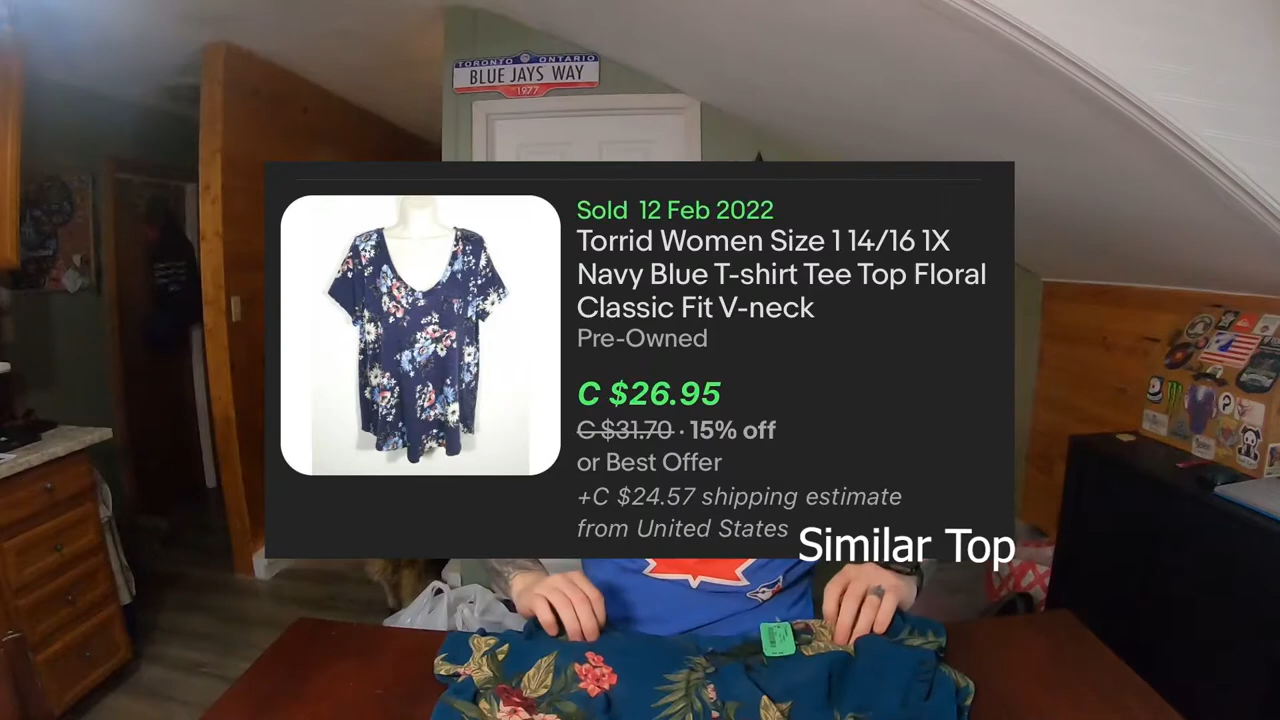 TORONTO ONTARIO
BLUE JAYS WAY
1977
Sold 12 Feb 2022
Torrid Women Size 1 14/16 1X
Navy Blue T-shirt Tee Top Floral
Classic Fit V-neck
Pre-Owned
C $26.95
C $31.70 · 15% off
or Best Offer
+C $24.57 shipping estimate
from United States
Similar Top